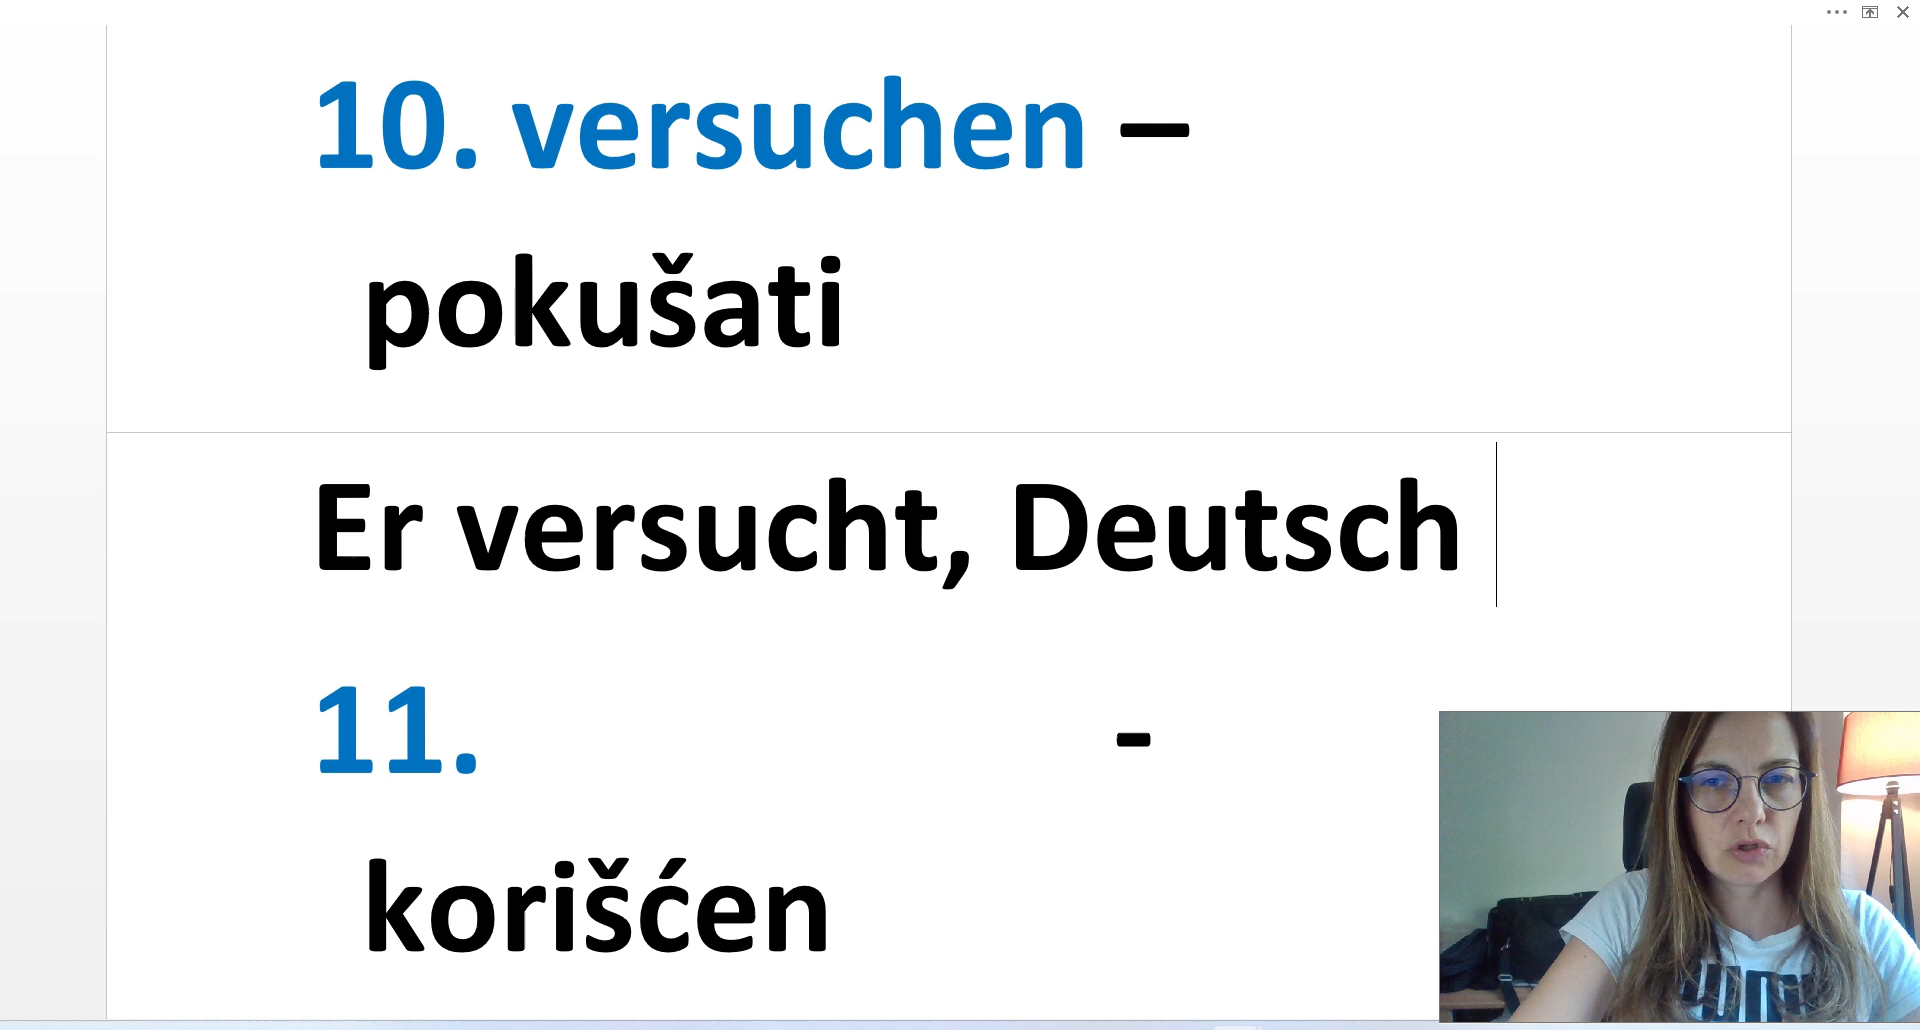 10. versuchen –
pokušati
Er versucht, Deutsch
11. -
korišćen